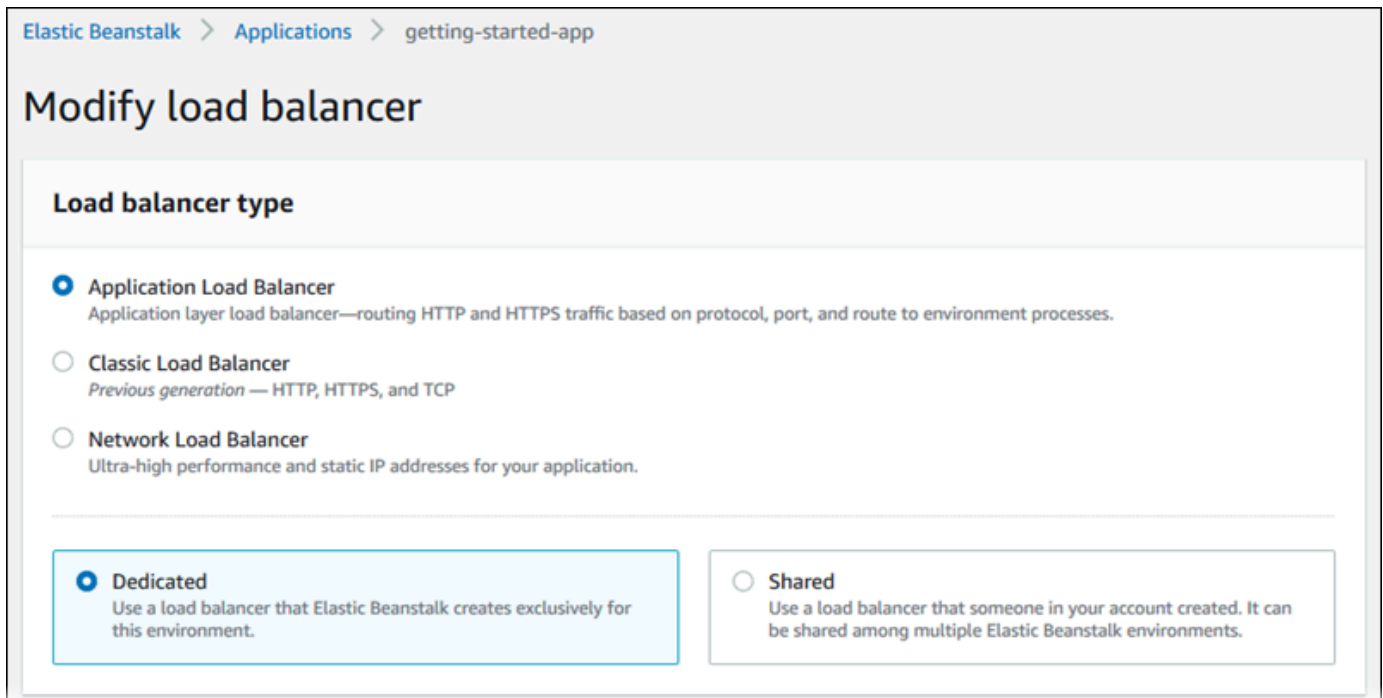 Elastic Beanstalk > Applications > getting-started-app
Modify load balancer
Load balancer type
Application Load Balancer
Application layer load balancer—routing HTTP and HTTPS traffic based on protocol, port, and route to environment processes.
Classic Load Balancer
Previous generation — HTTP, HTTPS, and TCP
Network Load Balancer
Ultra-high performance and static IP addresses for your application.
Dedicated
Use a load balancer that Elastic Beanstalk creates exclusively for
this environment.
Shared
Use a load balancer that someone in your account created. It can
be shared among multiple Elastic Beanstalk environments.